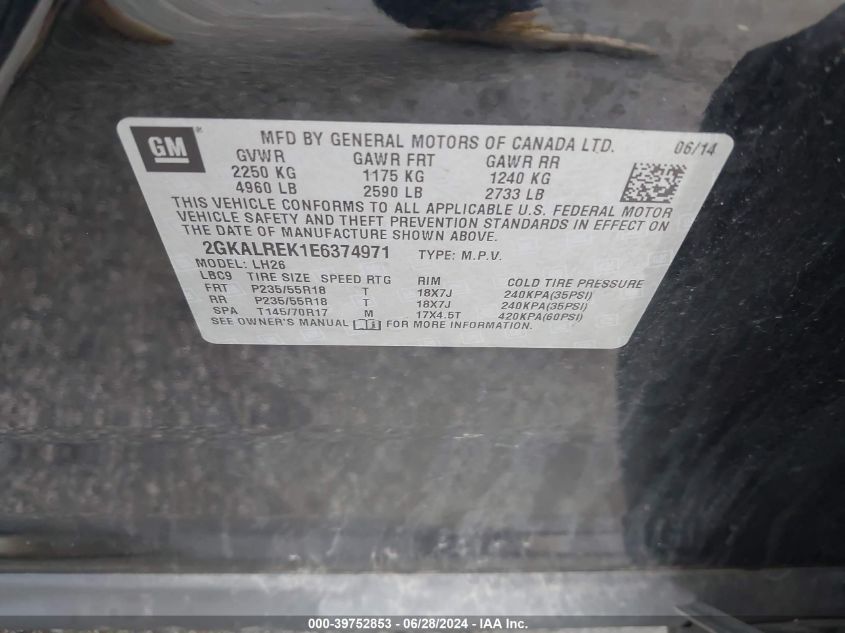 GM ®
MFD BY GENERAL MOTORS OF CANADA LTD. 06/14
GVWR GAWR FRT GAWR RR
2250 KG 1175 KG 1240 KG
4960 LB 2590 LB 2733 LB
THIS VEHICLE CONFORMS TO ALL APPLICABLE U.S. FEDERAL MOTOR
VEHICLE SAFETY AND THEFT PREVENTION STANDARDS IN EFFECT ON
THE DATE OF MANUFACTURE SHOWN ABOVE.
2GKALREK1E6374971 TYPE: M.P.V.
MODEL: LH26
LBC9 TIRE SIZE SPEED RTG RIM COLD TIRE PRESSURE
FRT P235/55R18 T 18X7J 240KPA(35PSI)
RR P235/55R18 T 18X7J 240KPA(35PSI)
SPA T145/70R17 M 17X4.5T 420KPA(60PSI)
SEE OWNER'S MANUAL FOR MORE INFORMATION.
000-39752853 - 06/28/2024 - IAA Inc.